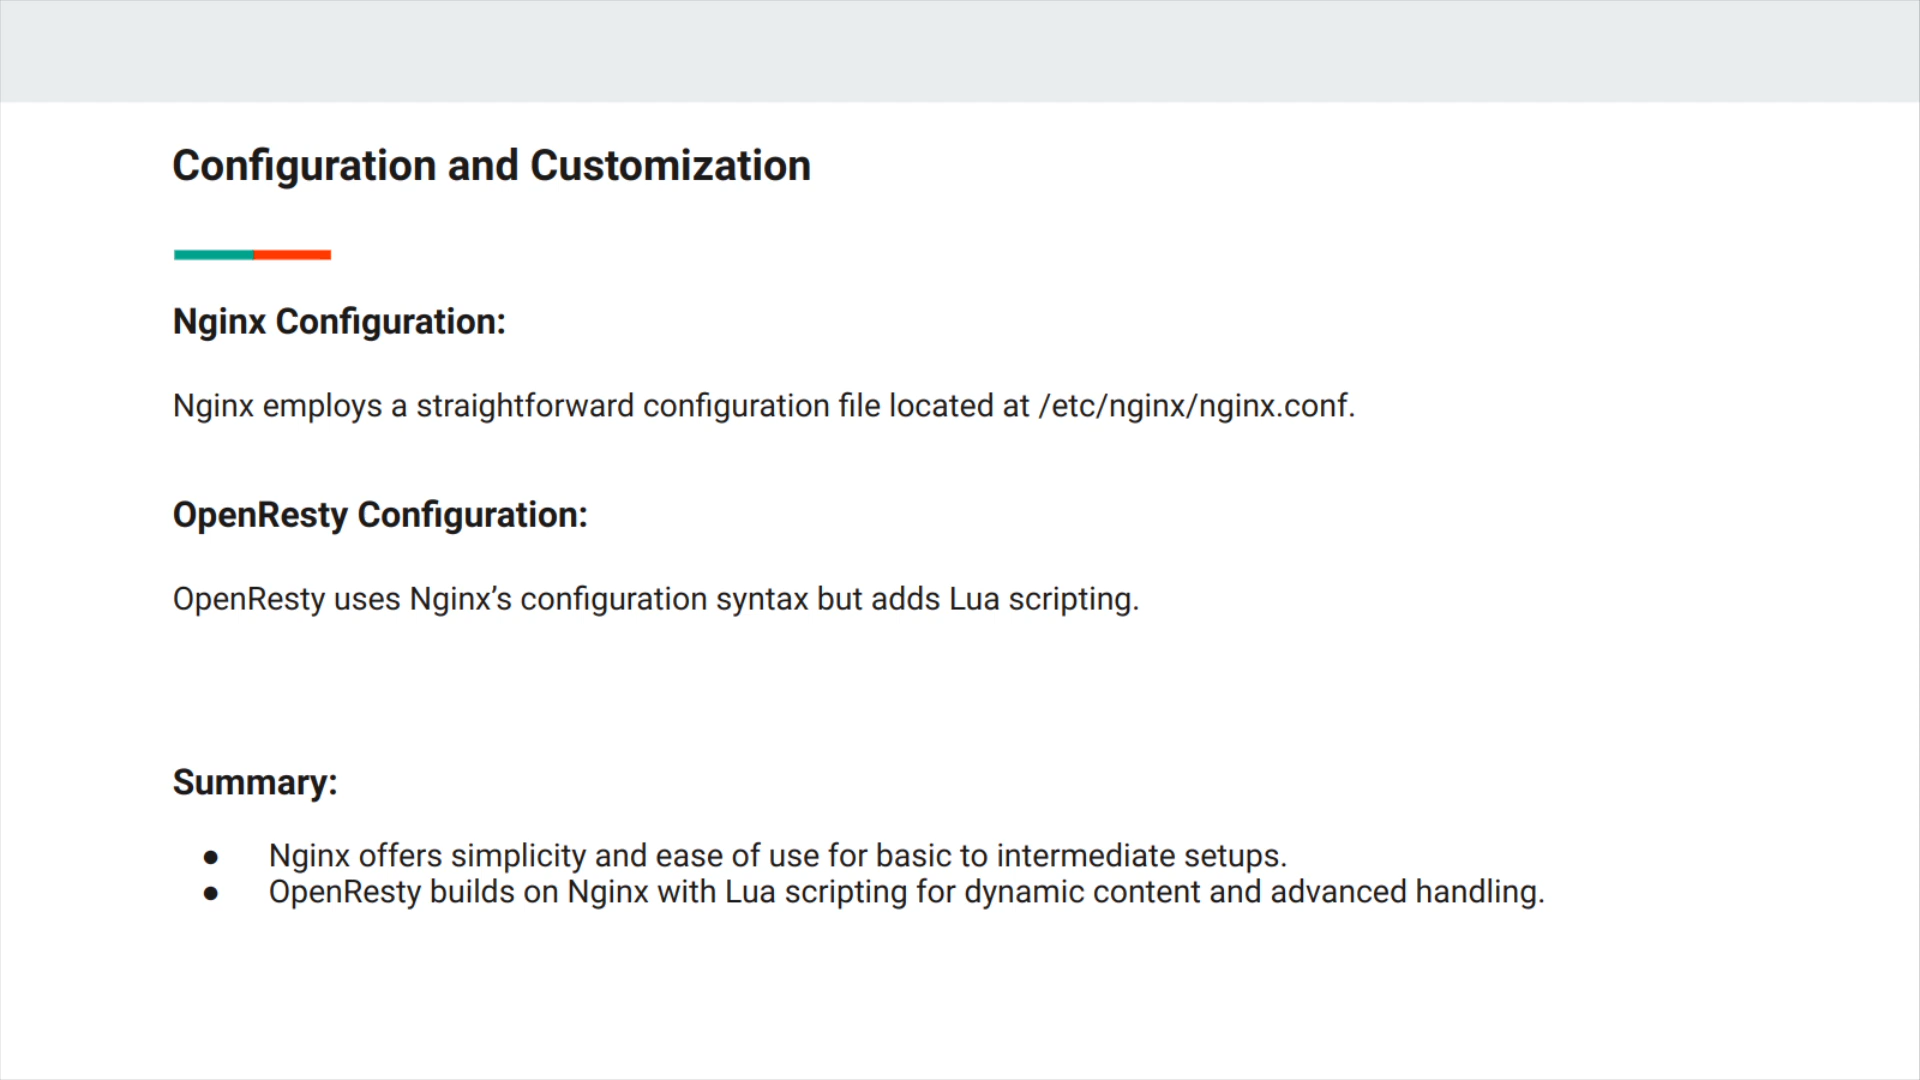 Configuration and Customization
Nginx Configuration:
Nginx employs a straightforward configuration file located at /etc/nginx/nginx.conf.
OpenResty Configuration:
OpenResty uses Nginx’s configuration syntax but adds Lua scripting.
Summary:
● Nginx offers simplicity and ease of use for basic to intermediate setups.
● OpenResty builds on Nginx with Lua scripting for dynamic content and advanced handling.